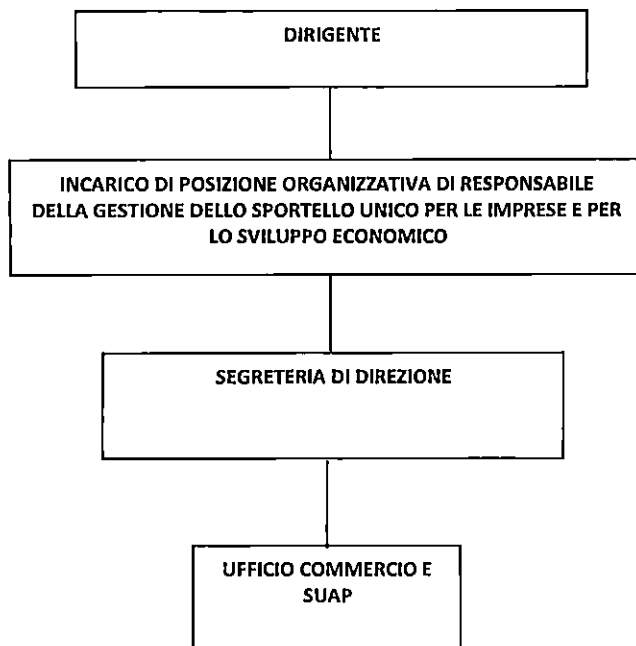 DIRIGENTE
INCARICO DI POSIZIONE ORGANIZZATIVA DI RESPONSABILE
DELLA GESTIONE DELLO SPORTELLO UNICO PER LE IMPRESE E PER
LO SVILUPPO ECONOMICO
SEGRETERIA DI DIREZIONE
UFFICIO COMMERCIO E
SUAP